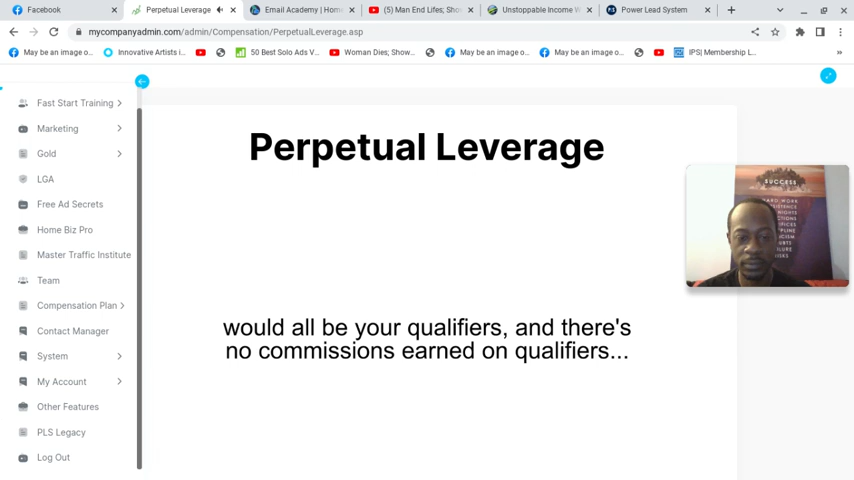 Facebook
Perpetual Leverage
Email Academy | Hom
(5) Man End Lifes; Show
Unstoppable Income W
Power Lead System
mycompanyadmin.com/admin/Compensation/PerpetualLeverage.asp
May be an image o...
Innovative Artists i...
50 Best Solo Ads V...
Woman Dies; Show...
May be an image o...
May be an image o...
IPS| Membership L...
Fast Start Training
Marketing
Gold
LGA
Free Ad Secrets
Home Biz Pro
Master Traffic Institute
Team
Compensation Plan
Contact Manager
System
My Account
Other Features
PLS Legacy
Log Out
Perpetual Leverage
would all be your qualifiers, and there's
no commissions earned on qualifiers...
SUCCESS
HARD WORK